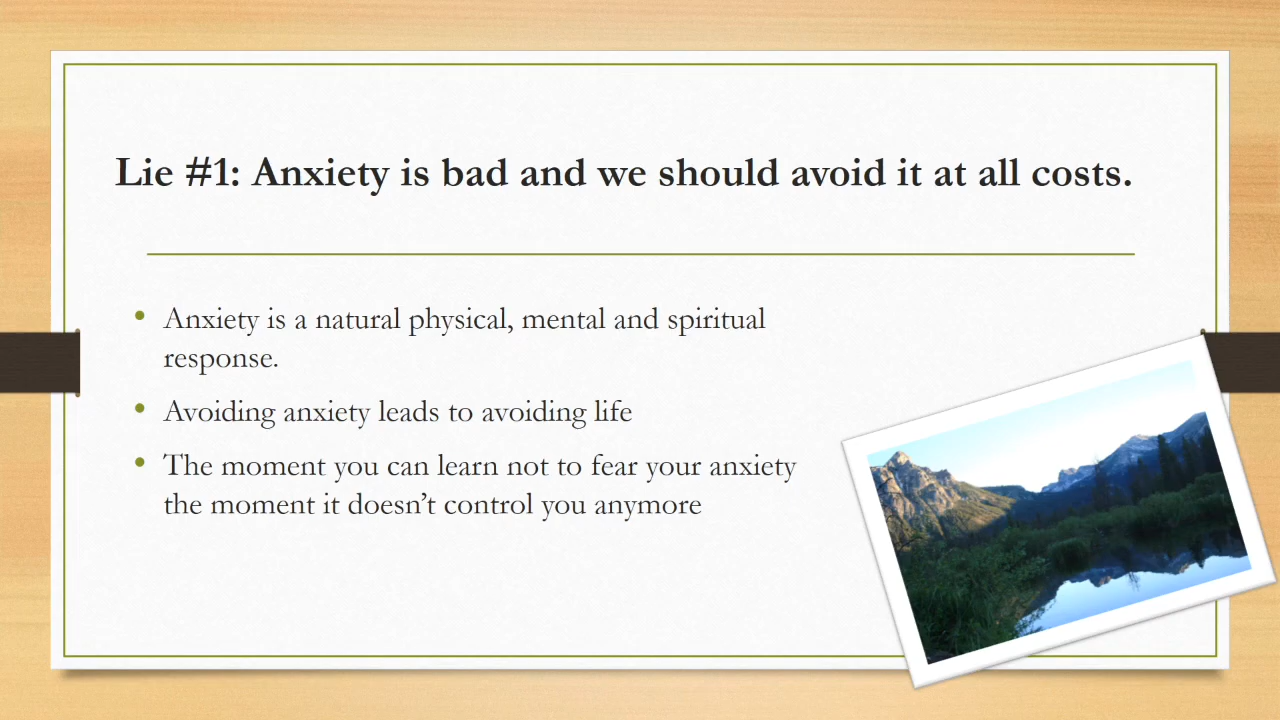 Lie #1: Anxiety is bad and we should avoid it at all costs.
• Anxiety is a natural physical, mental and spiritual
response.
• Avoiding anxiety leads to avoiding life
• The moment you can learn not to fear your anxiety
the moment it doesn’t control you anymore